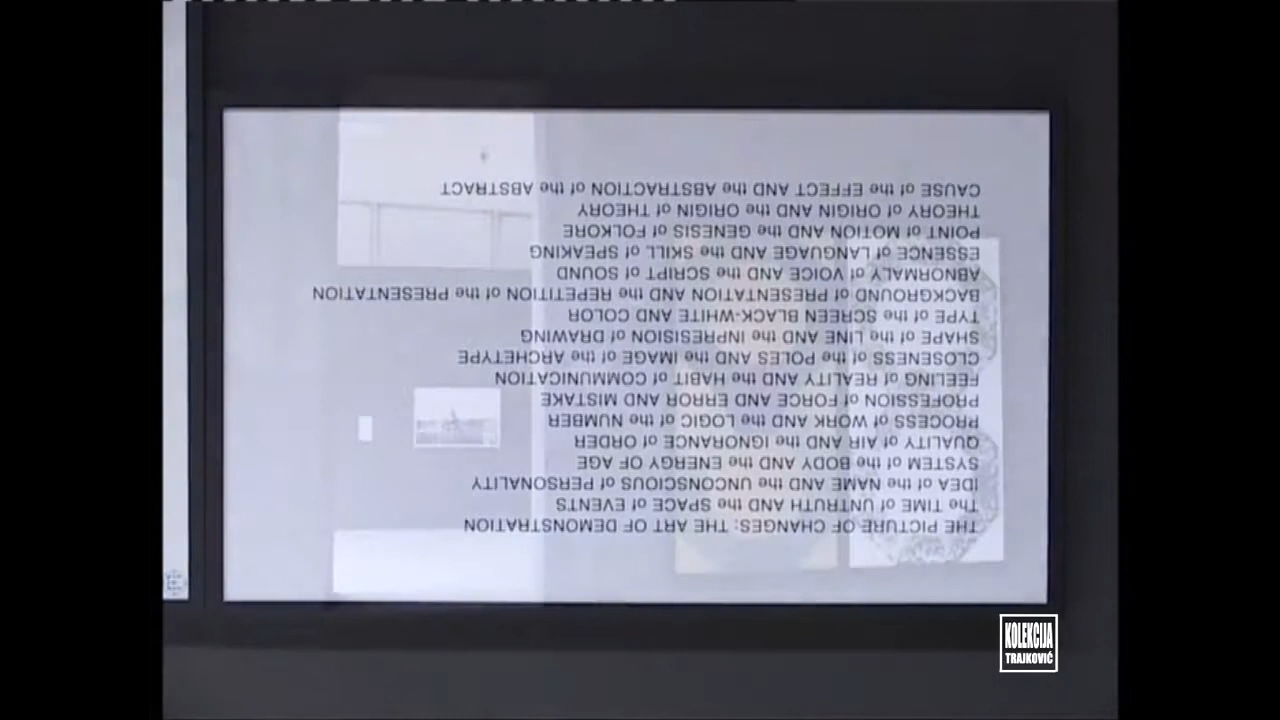 THE PICTURE OF CHANGES: THE ART OF DEMONSTRATION
The TIME of UNTRUTH AND the SPACE of EVENTS
IDEA of the NAME AND the UNCONSCIOUS of PERSONALITY
SYSTEM of the BODY AND the ENERGY OF AGE
QUALITY of AIR AND the IGNORANCE of ORDER
PROCESS of WORK AND the LOGIC of the NUMBER
PROFESSION of FORCE AND ERROR AND MISTAKE
FEELING of REALITY AND the HABIT of COMMUNICATION
CLOSENESS of the POLES AND the IMAGE of the ARCHETYPE
SHAPE of the LINE AND the INPRESISION of DRAWING
TYPE of the SCREEN BLACK-WHITE AND COLOR
BACKGROUND of PRESENTATION AND the REPETITION of the PRESENTATION
ABNORMALY of VOICE AND the SCRIPT of SOUND
ESSENCE of LANGUAGE AND the SKILL of SPEAKING
POINT of MOTION AND the GENESIS of FOLKORE
THEORY of ORIGIN AND the ORIGIN of THEORY
CAUSE of the EFFECT AND the ABSTRACTION of the ABSTRACT
KOLEKCIJA
TRAJKOVIĆ